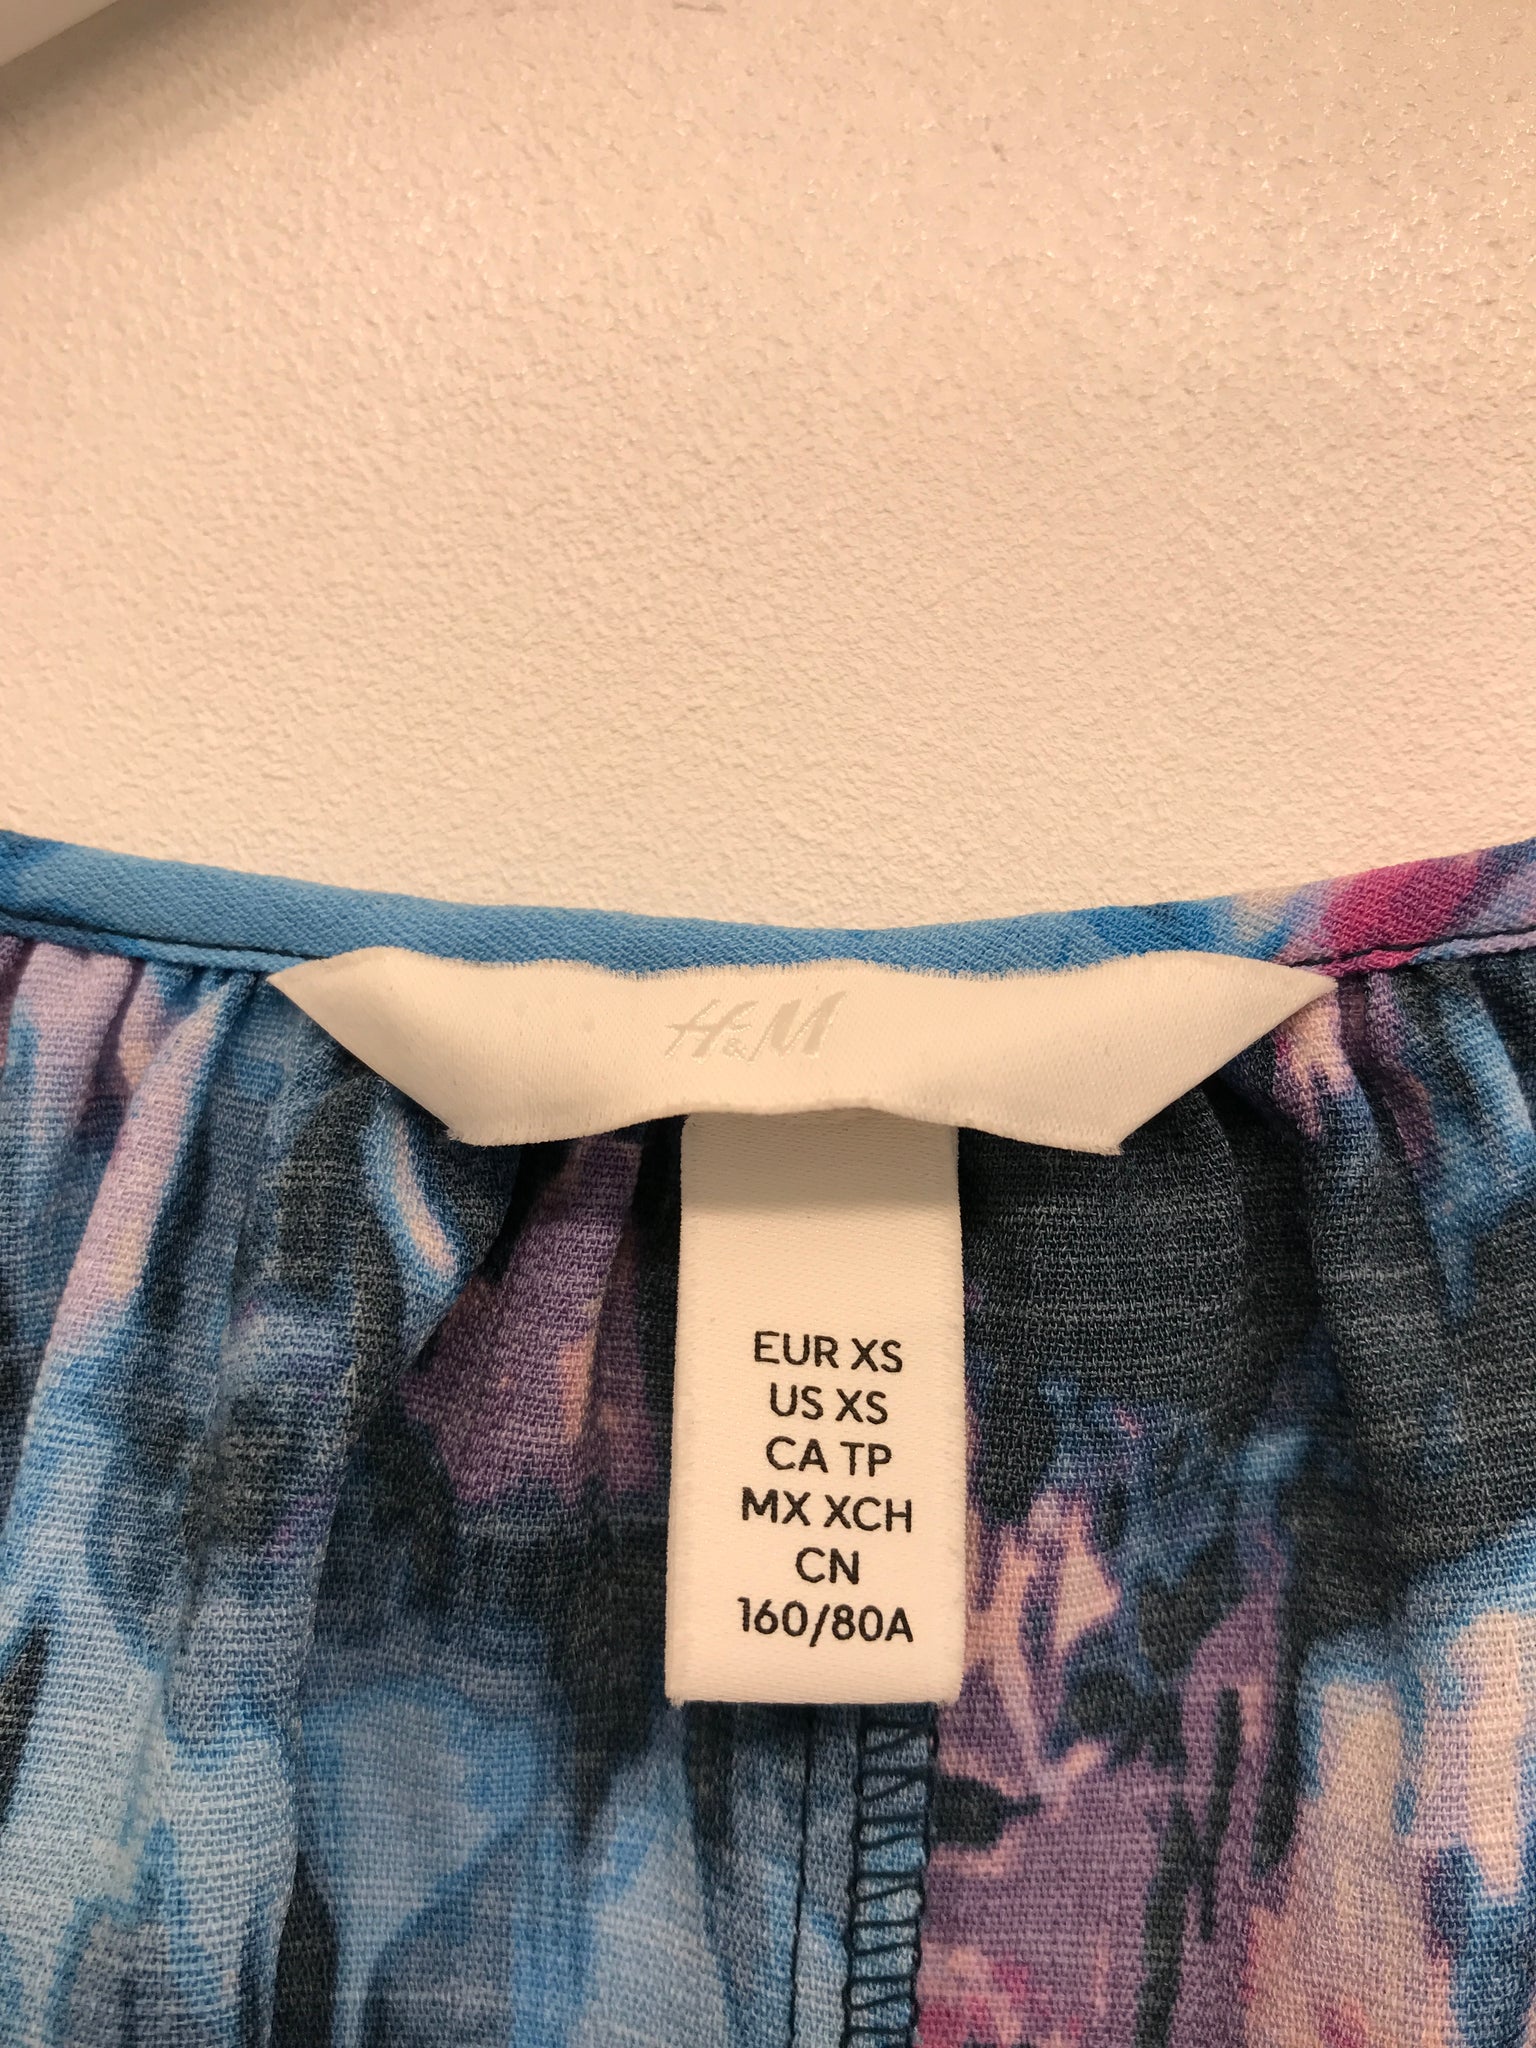 H&M
EUR XS
US XS
CA TP
MX XCH
CN
160/80A